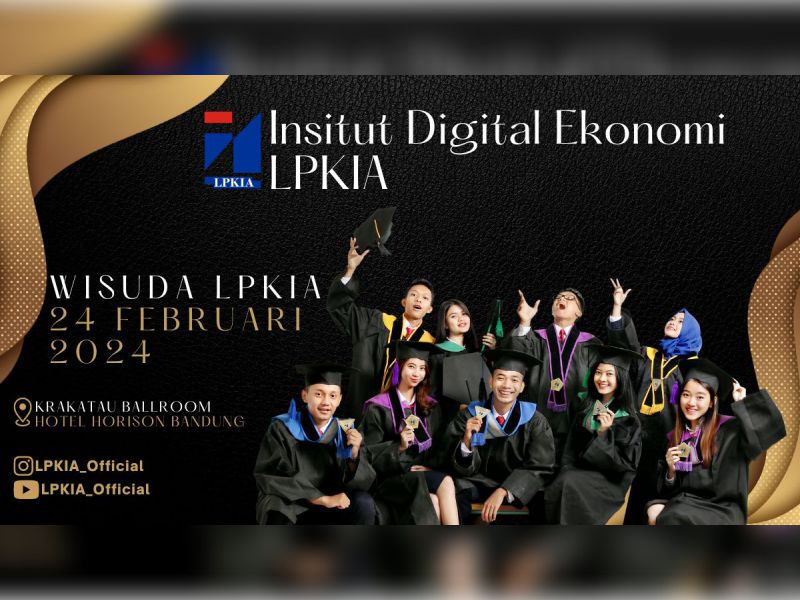 LPKIA
Insitut Digital Ekonomi
LPKIA
WISUDA LPKIA
24 FEBRUARI
2024
KRAKATAU BALLROOM
HOTEL HORISON BANDUNG
LPKIA_Official
LPKIA_Official